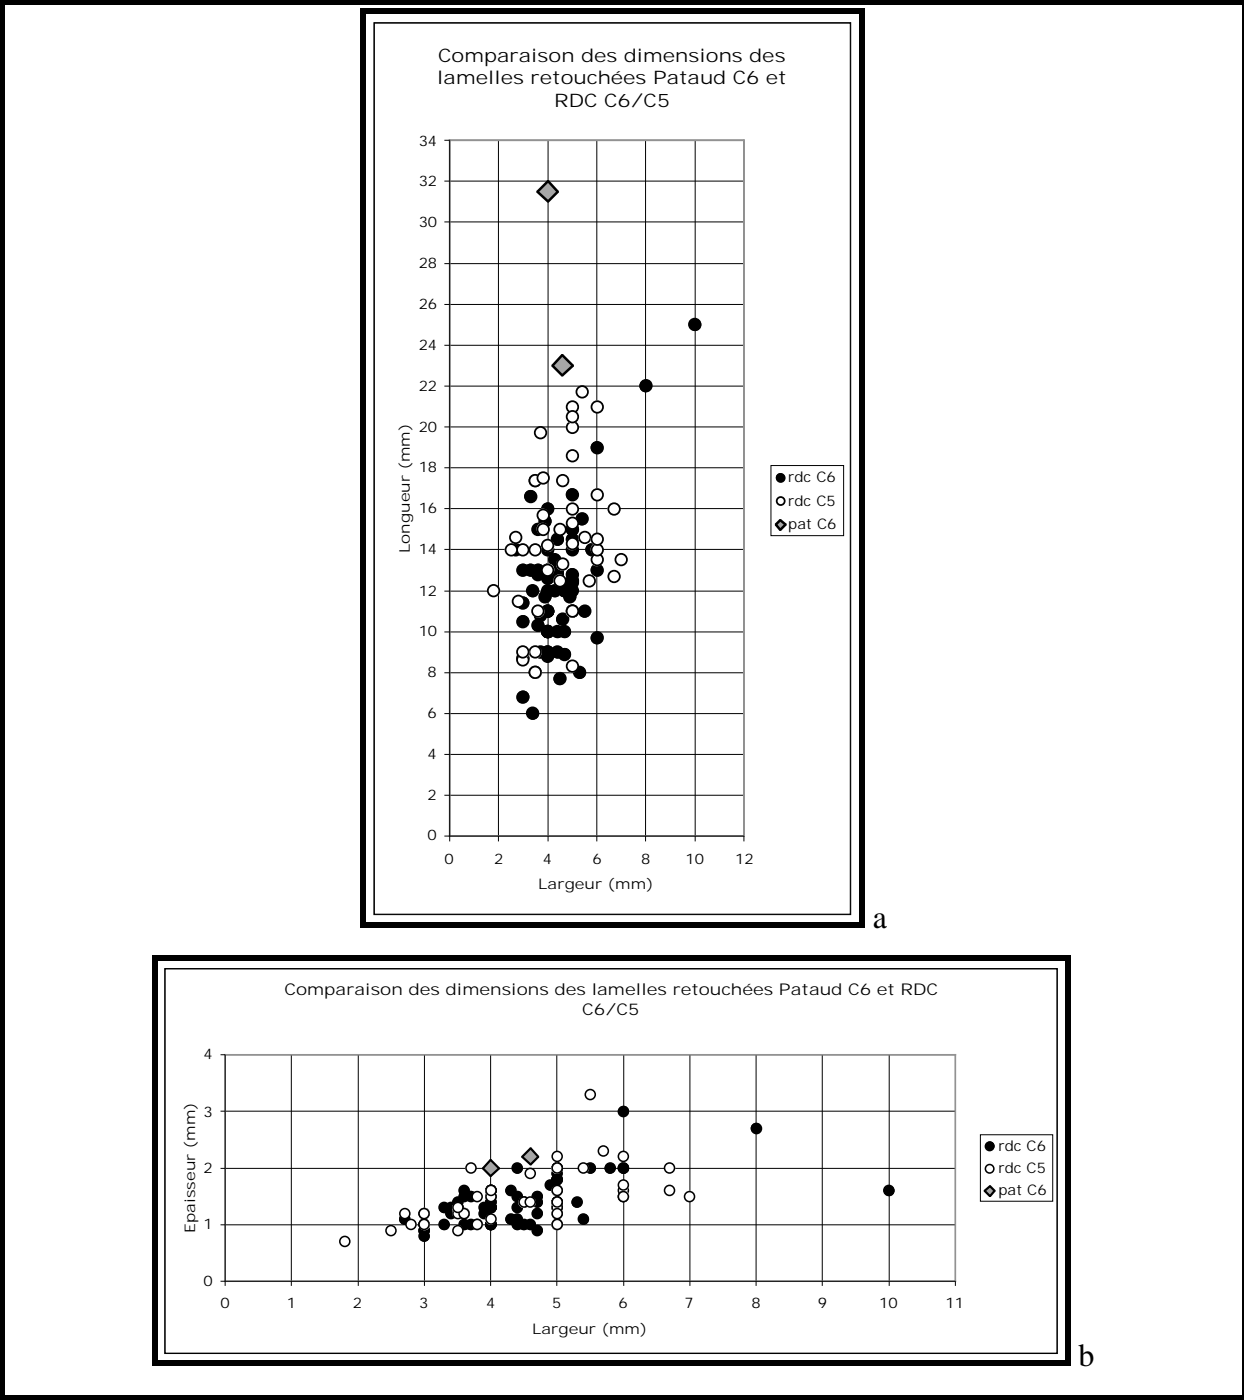 Comparaison des dimensions des
lamelles retouchées Pataud C6 et
RDC C6/C5
34
32
30
28
26
24
22
20
18
16
14
12
10
8
6
4
2
0
Longueur (mm)
0 2 4 6 8 10 12
Largeur (mm)
rdc C6
rdc C5
pat C6
a
Comparaison des dimensions des lamelles retouchées Pataud C6 et RDC
C6/C5
4
3
2
1
0
Epaisseur (mm)
0 1 2 3 4 5 6 7 8 9 10 11
Largeur (mm)
rdc C6
rdc C5
pat C6
b